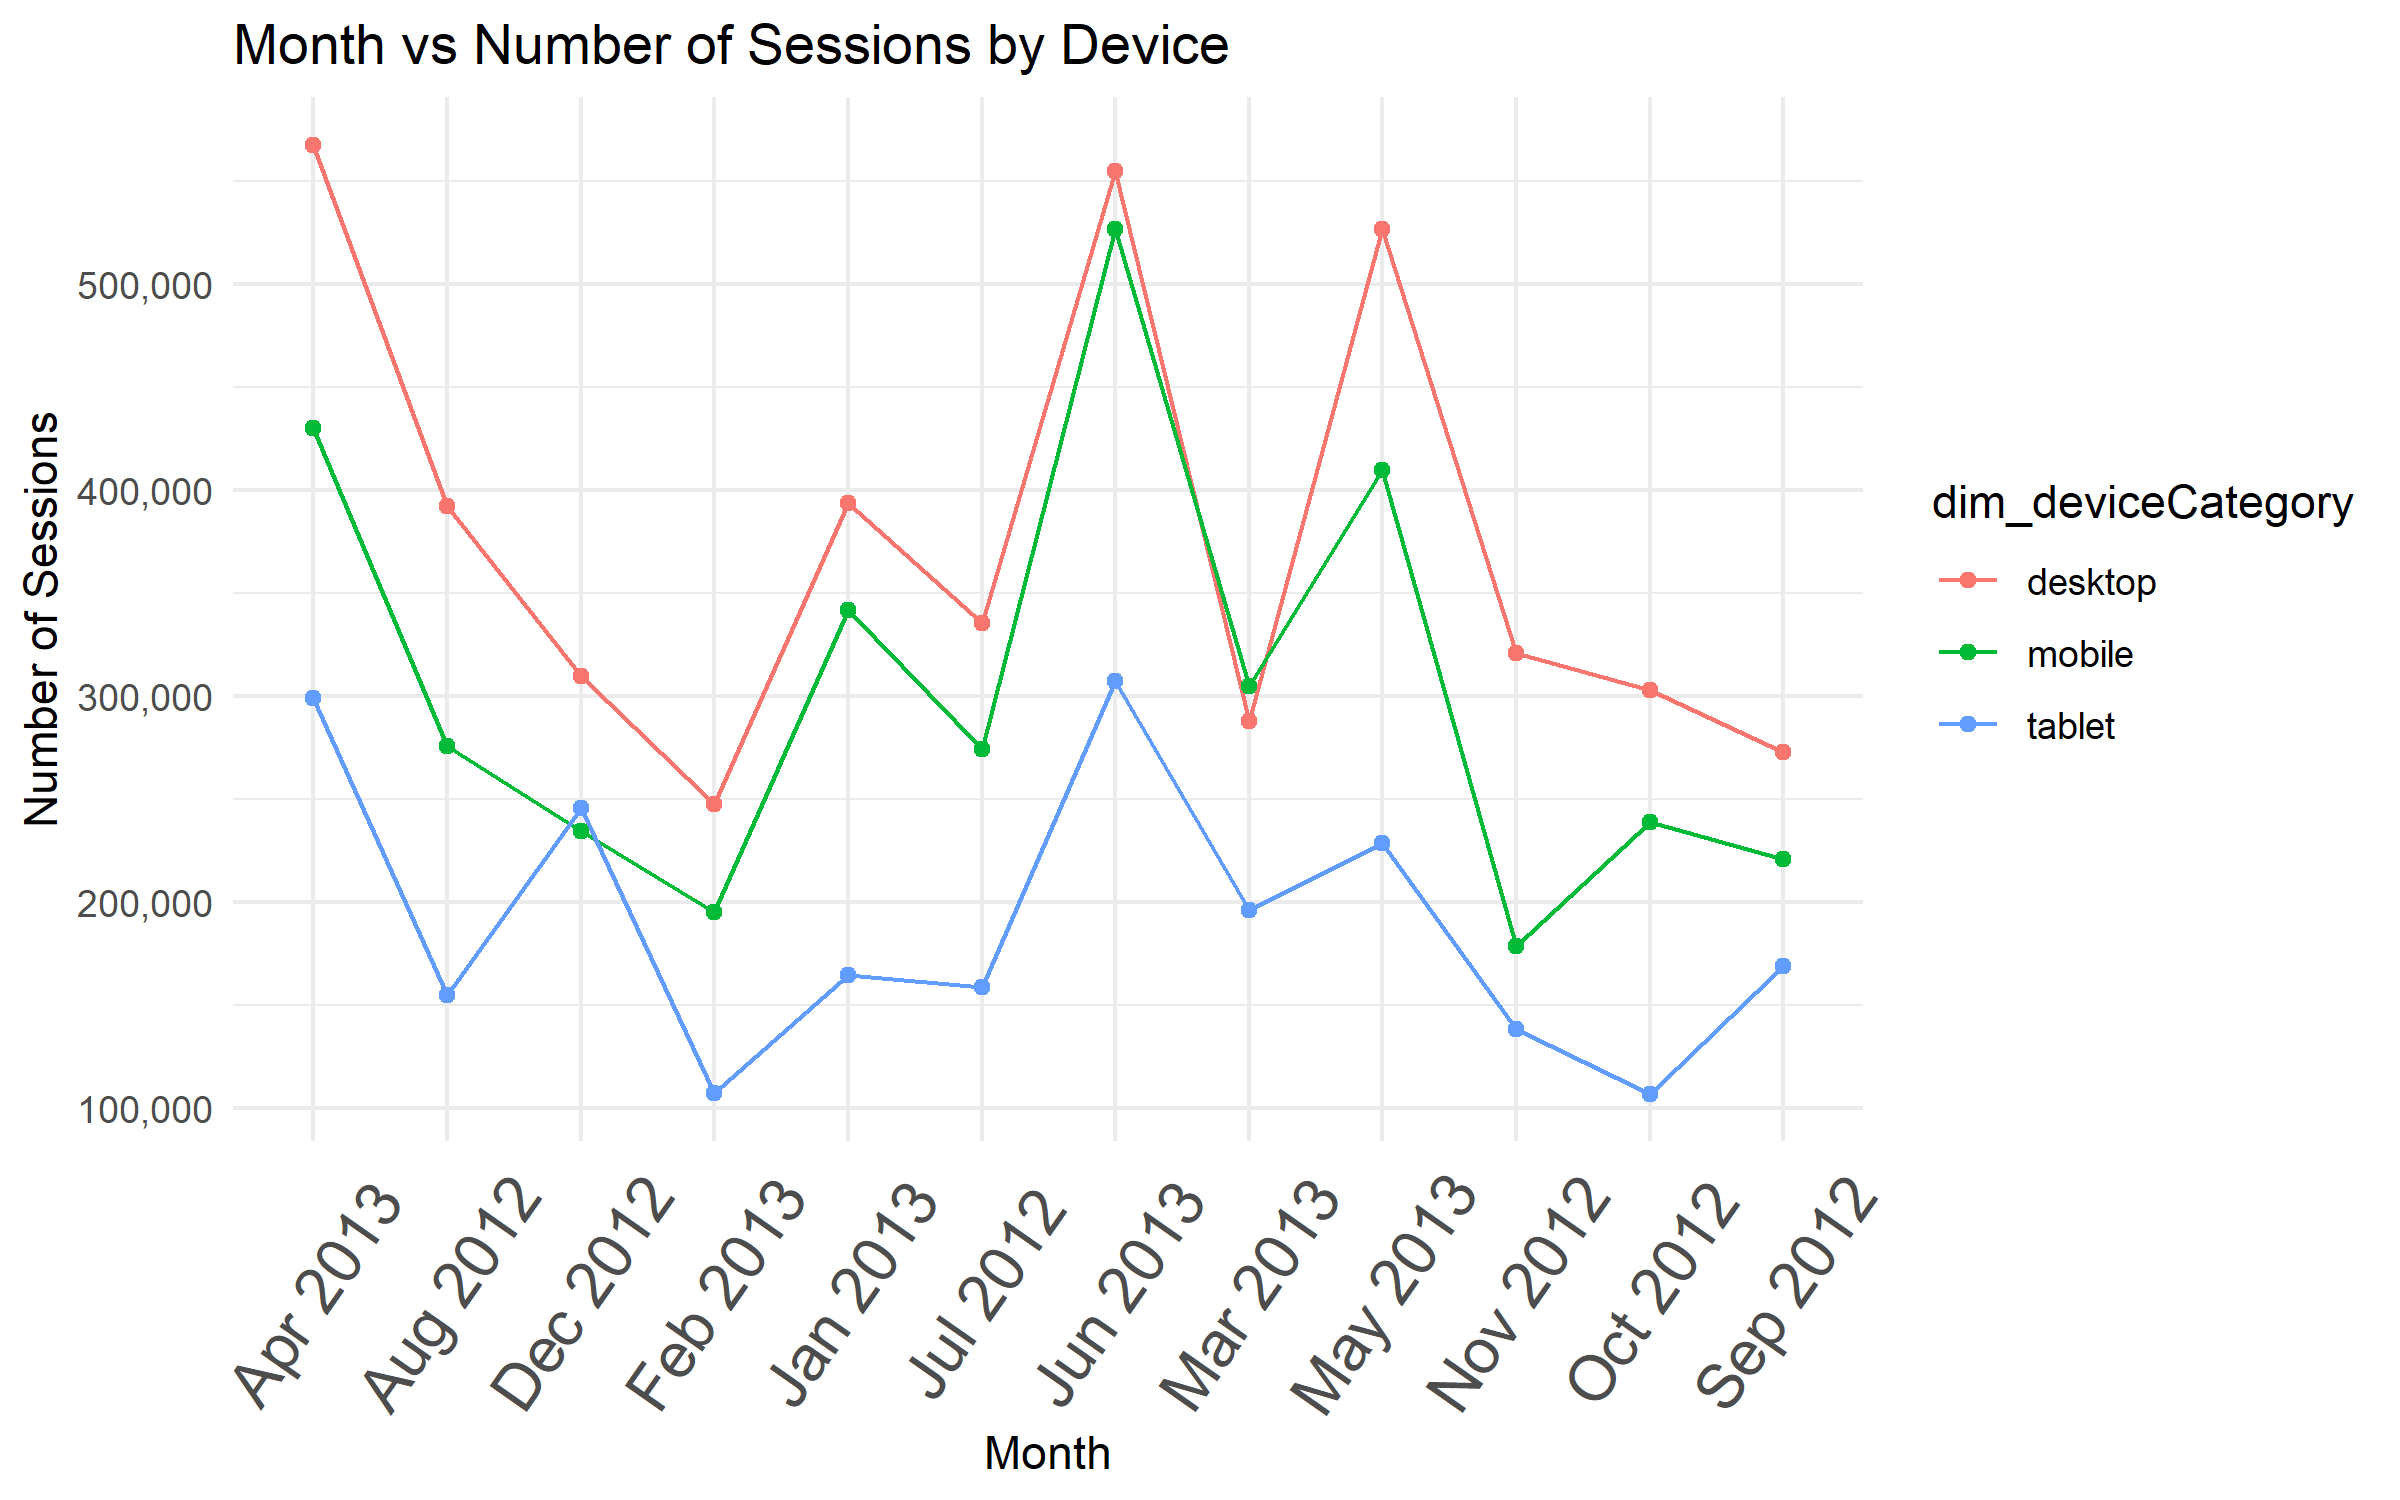 Month vs Number of Sessions by Device
Number of Sessions
500,000
400,000
300,000
200,000
100,000
Apr 2013
Aug 2012
Dec 2012
Feb 2013
Jan 2013
Jul 2012
Jun 2013
Mar 2013
May 2013
Nov 2012
Oct 2012
Sep 2012
Month
dim_deviceCategory
desktop
mobile
tablet